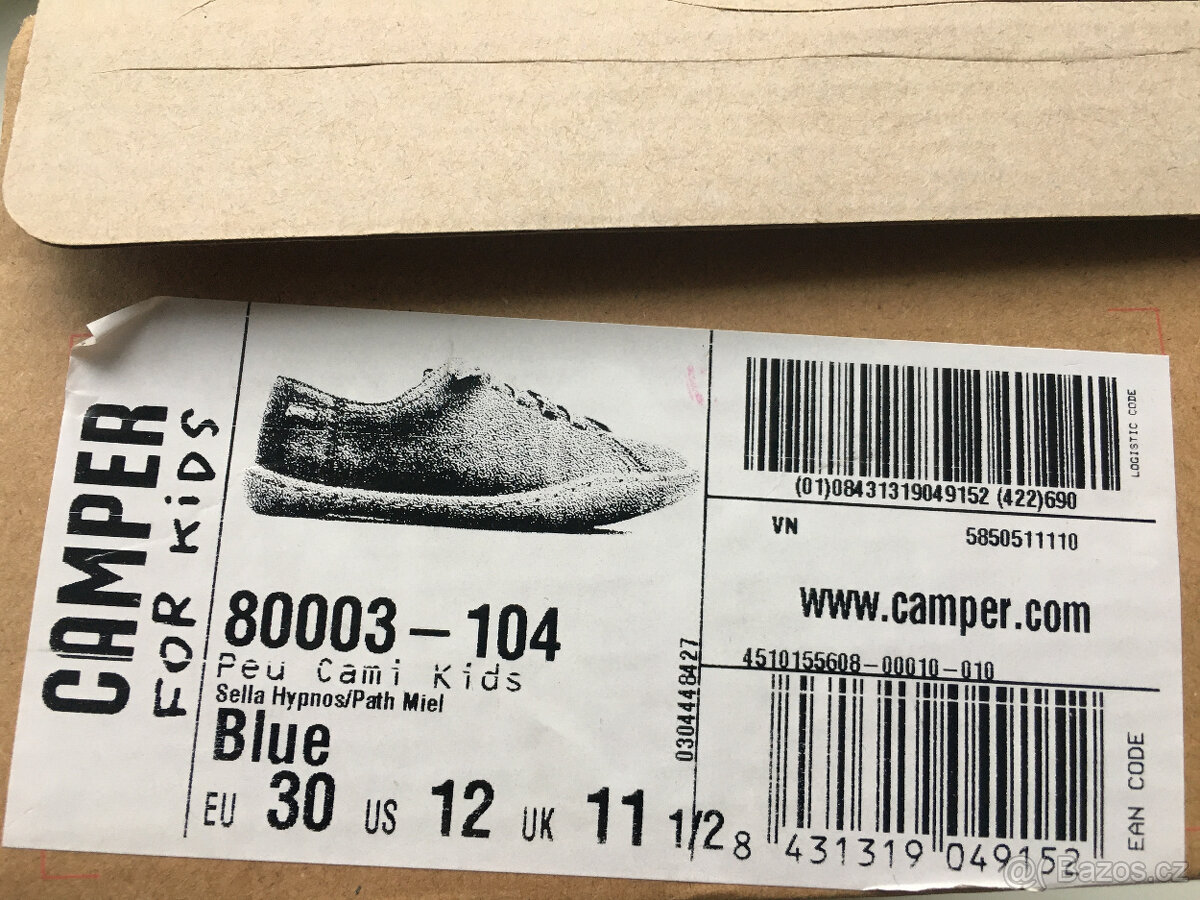 CAMPER
FOR KiDS
80003-104
Peu Cami Kids
Sella Hypnos/Path Miel
Blue
EU 30 US 12 UK 11 1/2
0304448427
LOGISTIC CODE
(01)08431319049152 (422)690
VN 5850511110
www.camper.com
4510155608-00010-010
8 431319 049152
EAN CODE
@ Bazos.cz